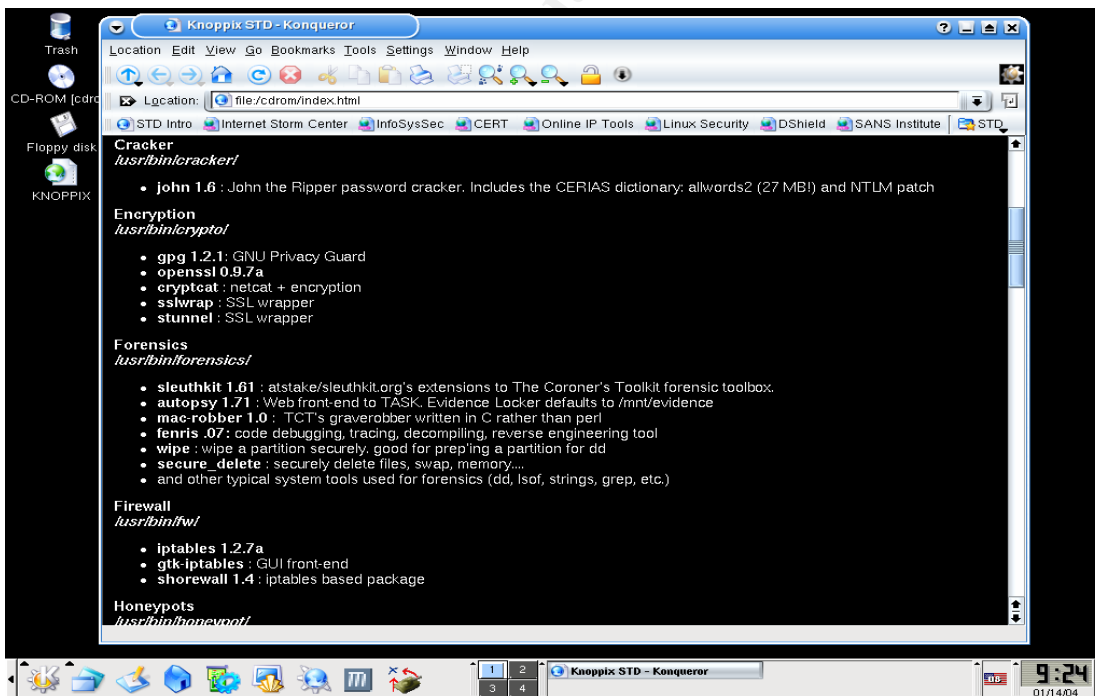 Trash
CD-ROM [cdro
Floppy disk
KNOPPIX
Knoppix STD - Konqueror
Location Edit View Go Bookmarks Tools Settings Window Help
Location: file:/cdrom/index.html
STD Intro Internet Storm Center InfoSysSec CERT Online IP Tools Linux Security DShield SANS Institute STD
Cracker
/usr/bin/cracker/
• john 1.6 : John the Ripper password cracker. Includes the CERIAS dictionary: allwords2 (27 MB!) and NTLM patch
Encryption
/usr/bin/crypto/
• gpg 1.2.1: GNU Privacy Guard
• openssl 0.9.7a
• cryptcat : netcat + encryption
• sslwrap : SSL wrapper
• stunnel : SSL wrapper
Forensics
/usr/bin/forensics/
• sleuthkit 1.61 : atstake/sleuthkit.org's extensions to The Coroner's Toolkit forensic toolbox.
• autopsy 1.71 : Web front-end to TASK. Evidence Locker defaults to /mnt/evidence
• mac-robber 1.0 : TCT's graverobber written in C rather than perl
• fenris .07: code debugging, tracing, decompiling, reverse engineering tool
• wipe : wipe a partition securely. good for prep'ing a partition for dd
• secure_delete : securely delete files, swap, memory....
• and other typical system tools used for forensics (dd, lsof, strings, grep, etc.)
Firewall
/usr/bin/fw/
• iptables 1.2.7a
• gtk-iptables : GUI front-end
• shorewall 1.4 : iptables based package
Honeypots
/usr/bin/honeypot/
1 2
3 4
Knoppix STD - Konqueror
us
9:24
01/14/04